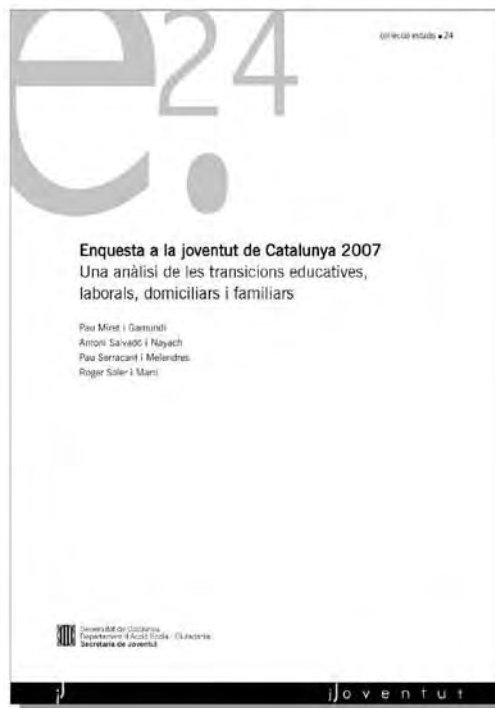 col·lecció estudis 24
e.24
Enquesta a la joventut de Catalunya 2007
Una anàlisi de les transicions educatives,
laborals, domiciliars i familiars
Pau Miret i Gamundi
Antoni Salvadó i Nayach
Pau Serracant i Melendres
Roger Soler i Martí
Generalitat de Catalunya
Departament d'Acció Social i Ciutadania
Secretaria de Joventut
joventut